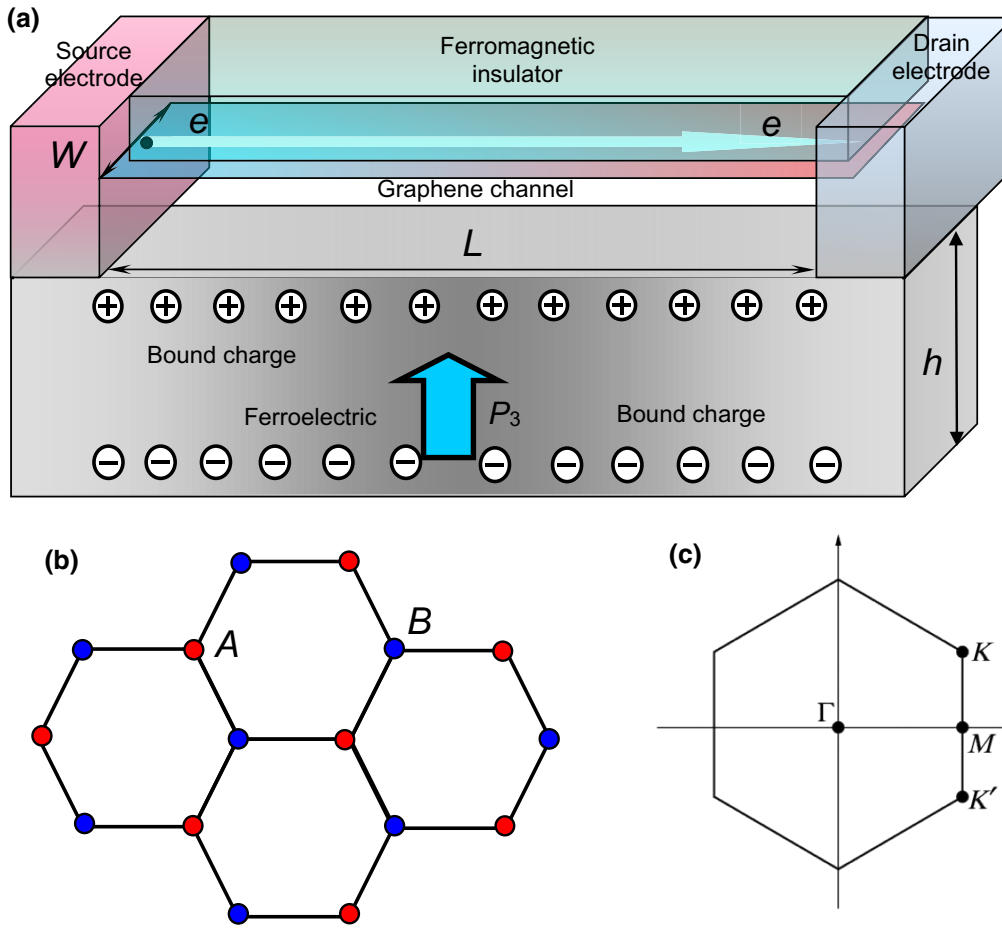 (a)
Source
electrode
Ferromagnetic
insulator
Drain
electrode
e
e
W
Graphene channel
L
+ + + + + + + + + + +
Bound charge
h
Ferroelectric
P3
Bound charge
− − − − − − − − − − − −
(b)
(c)
A
B
K
Γ
M
K′